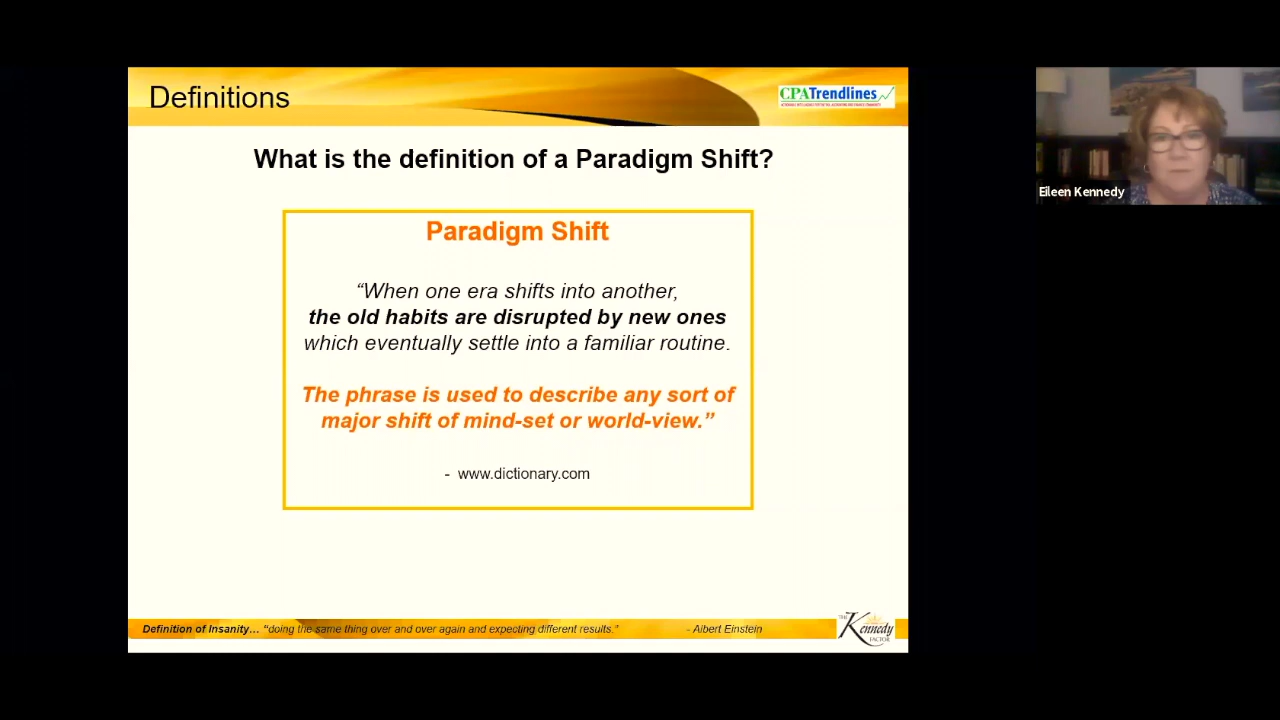 Definitions
CPATrendlines
What is the definition of a Paradigm Shift?
Paradigm Shift
“When one era shifts into another,
the old habits are disrupted by new ones
which eventually settle into a familiar routine.
The phrase is used to describe any sort of
major shift of mind-set or world-view.”
- www.dictionary.com
Definition of Insanity... “doing the same thing over and over again and expecting different results.” - Albert Einstein
THE
Kennedy
FACTOR
Eileen Kennedy